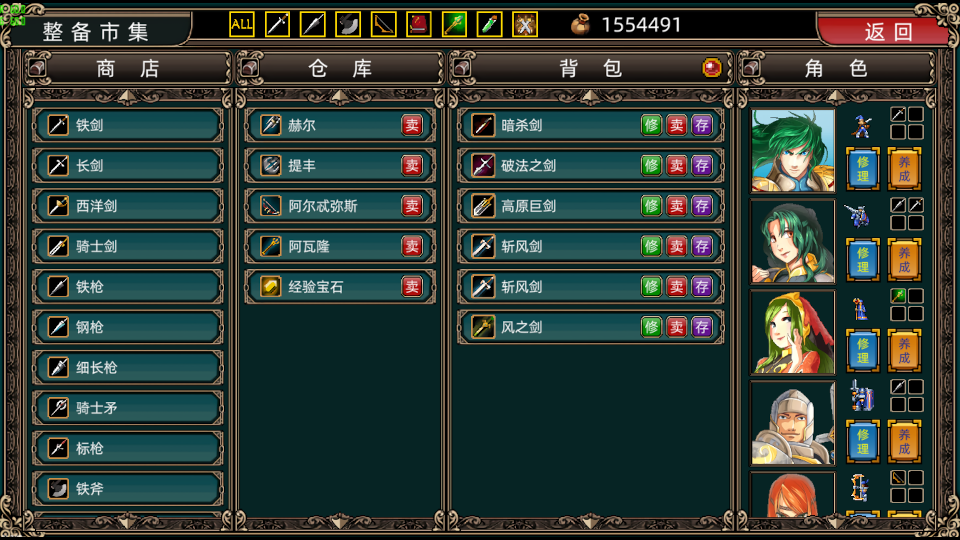 整备市集
ALL
1554491
返回
商 店
仓 库
背 包
角 色
铁剑
长剑
西洋剑
骑士剑
铁枪
钢枪
细长枪
骑士矛
标枪
铁斧
赫尔 卖
提丰 卖
阿尔忒弥斯 卖
阿瓦隆 卖
经验宝石 卖
暗杀剑 修 卖 存
破法之剑 修 卖 存
高原巨剑 修 卖 存
斩风剑 修 卖 存
斩风剑 修 卖 存
风之剑 修 卖 存
修理 养成
修理 养成
修理 养成
修理 养成